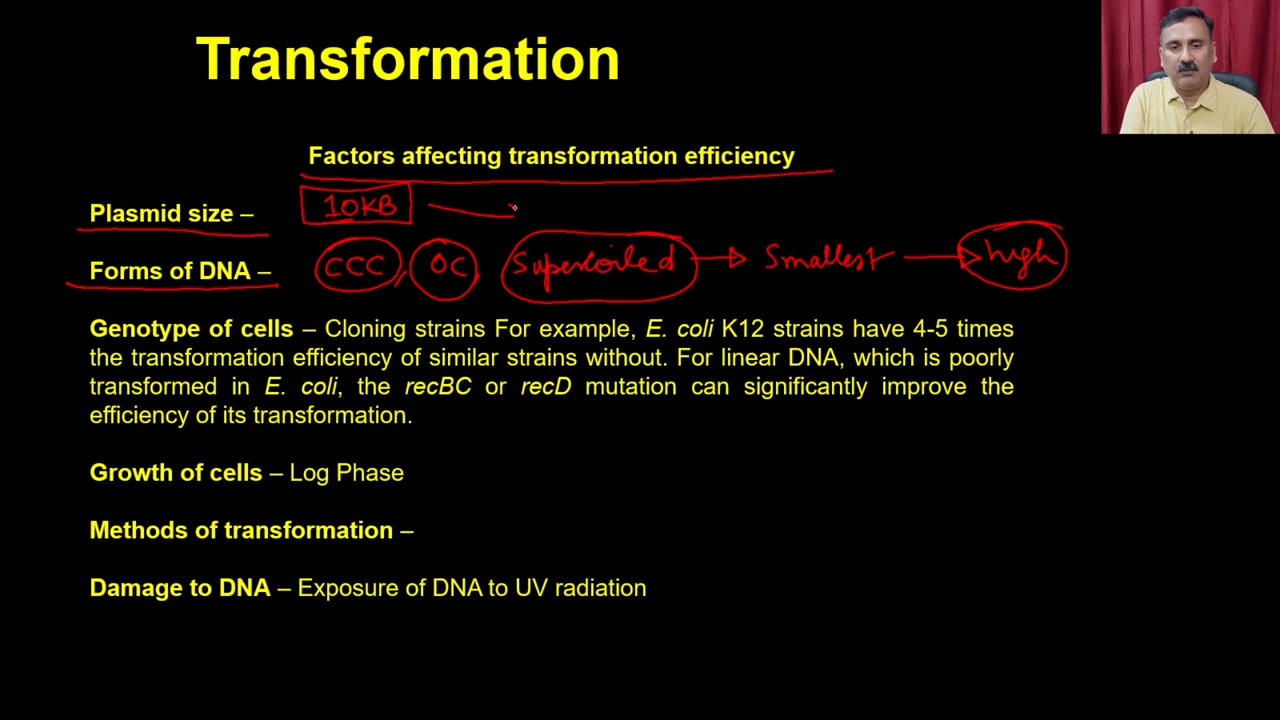 Transformation
Factors affecting transformation efficiency
Plasmid size – 10KB
Forms of DNA – CCC, OC Supercoiled Smallest high
Genotype of cells – Cloning strains For example, E. coli K12 strains have 4-5 times
the transformation efficiency of similar strains without. For linear DNA, which is poorly
transformed in E. coli, the recBC or recD mutation can significantly improve the
efficiency of its transformation.
Growth of cells – Log Phase
Methods of transformation –
Damage to DNA – Exposure of DNA to UV radiation